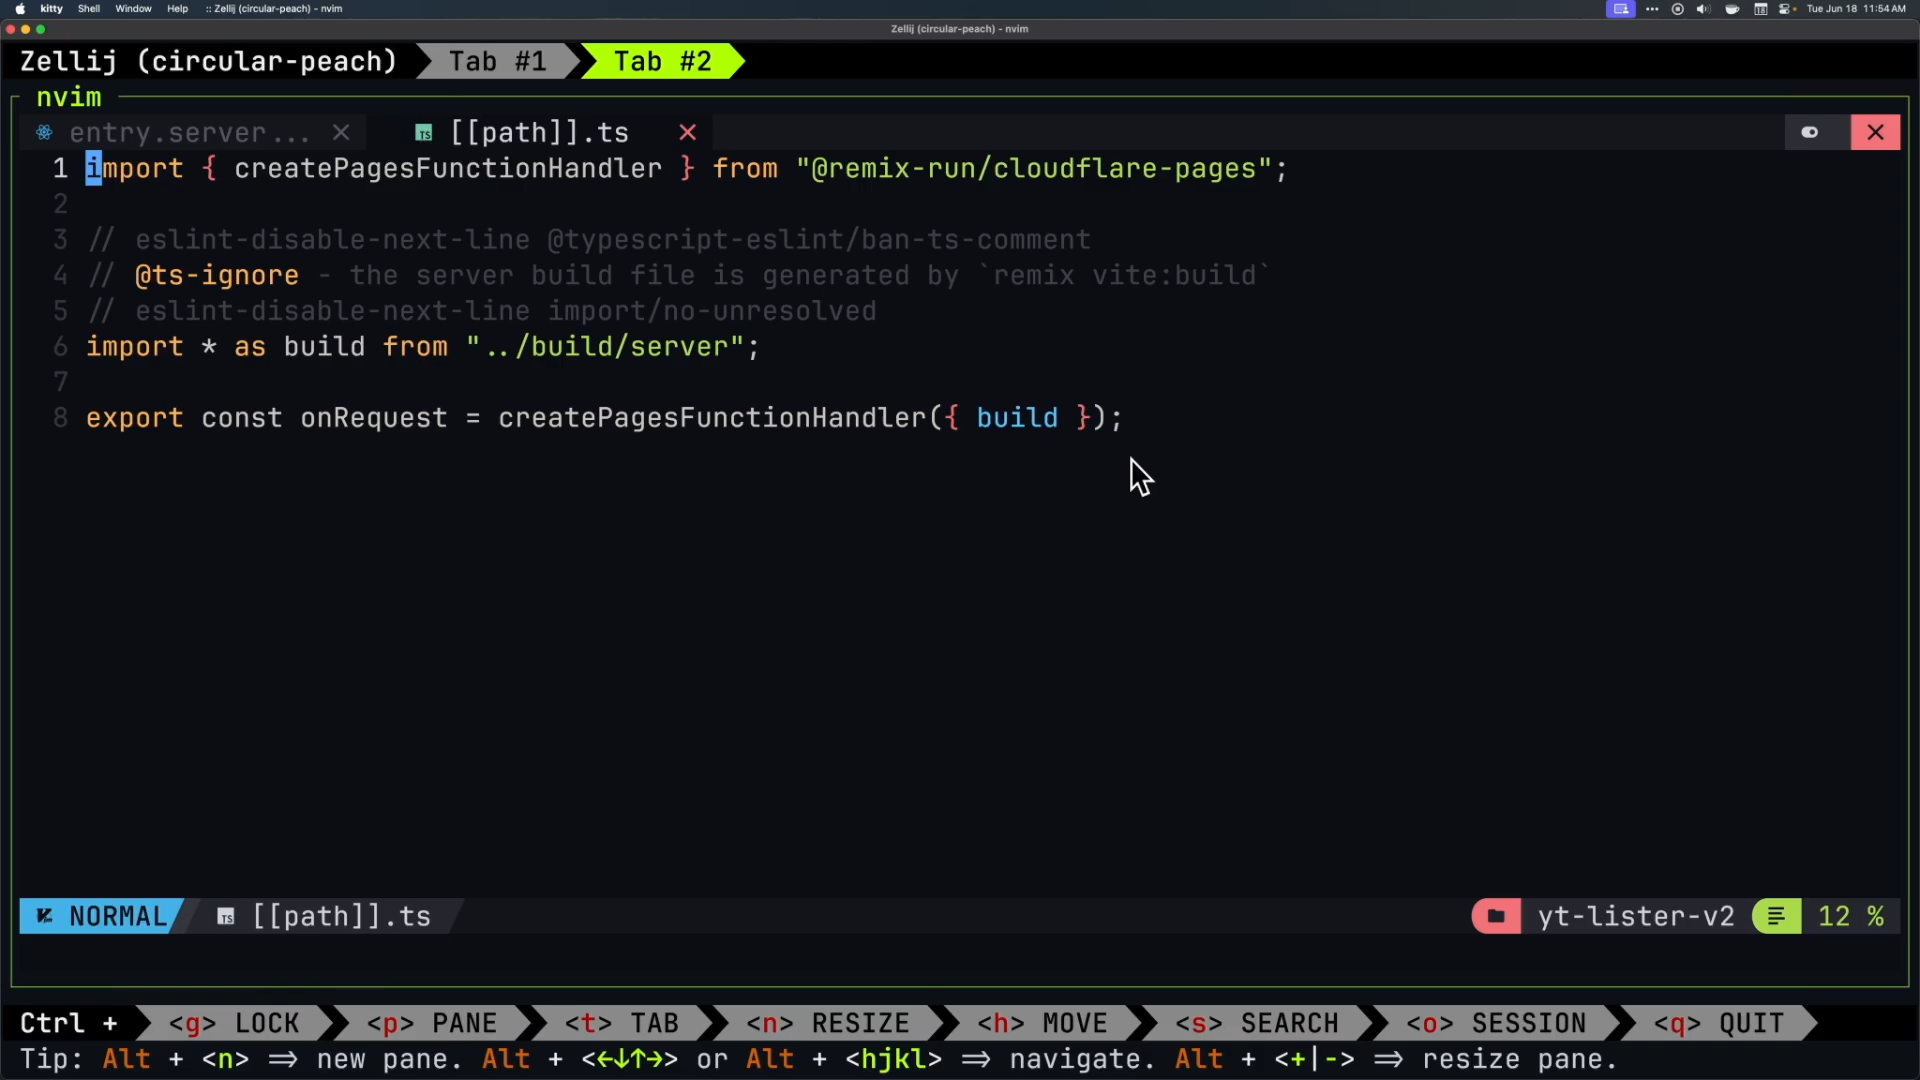 kitty Shell Window Help :: Zellij (circular-peach) - nvim
Tue Jun 18 11:54 AM
Zellij (circular-peach) - nvim
Zellij (circular-peach) Tab #1 Tab #2
nvim
entry.server... × TS [[path]].ts ×
1 import { createPagesFunctionHandler } from "@remix-run/cloudflare-pages";
2
3 // eslint-disable-next-line @typescript-eslint/ban-ts-comment
4 // @ts-ignore - the server build file is generated by `remix vite:build`
5 // eslint-disable-next-line import/no-unresolved
6 import * as build from "../build/server";
7
8 export const onRequest = createPagesFunctionHandler({ build });
NORMAL TS [[path]].ts yt-lister-v2 12 %
Ctrl + <g> LOCK <p> PANE <t> TAB <n> RESIZE <h> MOVE <s> SEARCH <o> SESSION <q> QUIT
Tip: Alt + <n> => new pane. Alt + <←↓↑→> or Alt + <hjkl> => navigate. Alt + <+|-> => resize pane.